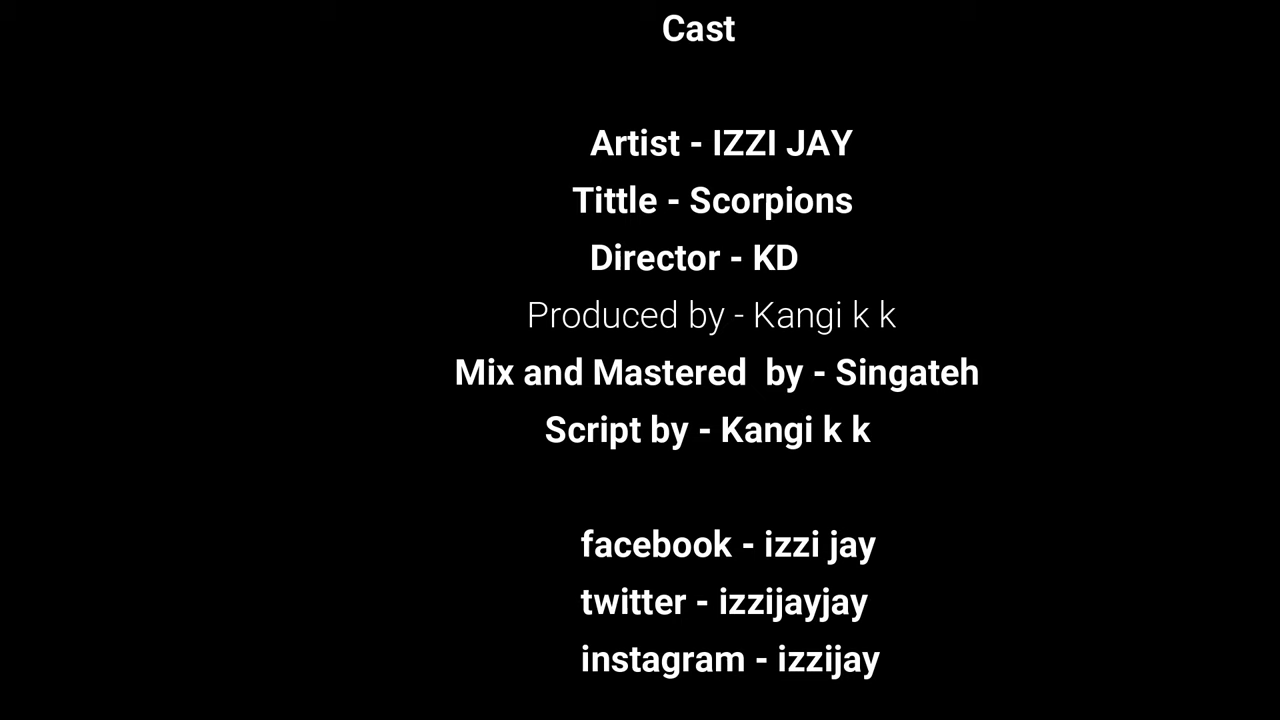 Cast
Artist - IZZI JAY
Tittle - Scorpions
Director - KD
Produced by - Kangi k k
Mix and Mastered  by - Singateh
Script by - Kangi k k
facebook - izzi jay
twitter - izzijayjay
instagram - izzijay